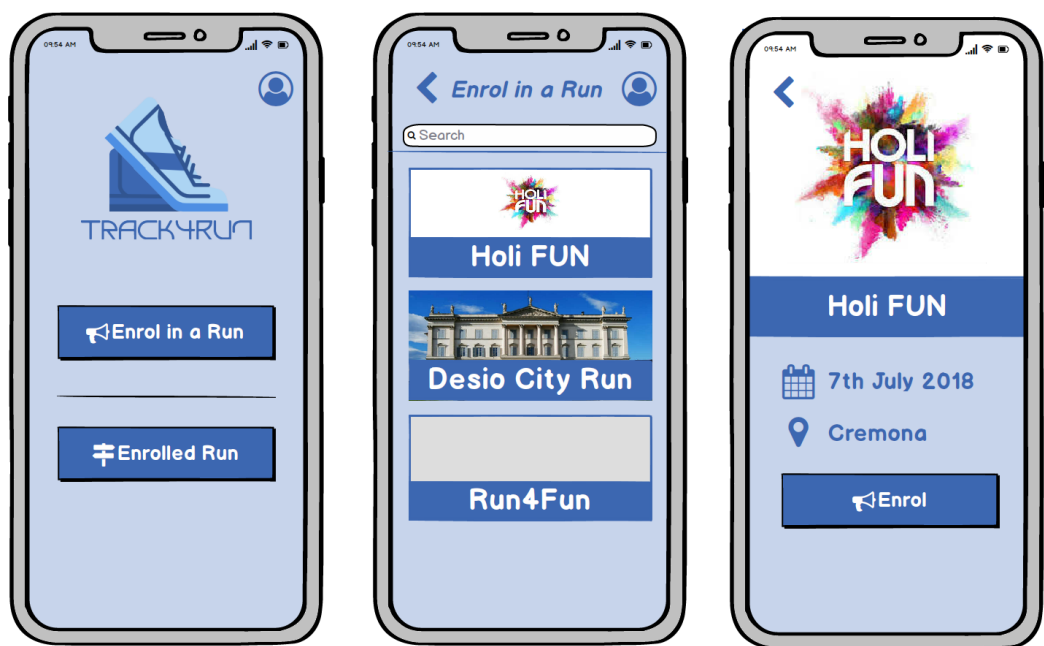 09:54 AM
TRACK4RUN
Enrol in a Run
Enrolled Run
09:54 AM
Enrol in a Run
Search
HOLI
FUN
Holi FUN
Desio City Run
Run4Fun
09:54 AM
HOLI
FUN
Holi FUN
7th July 2018
Cremona
Enrol